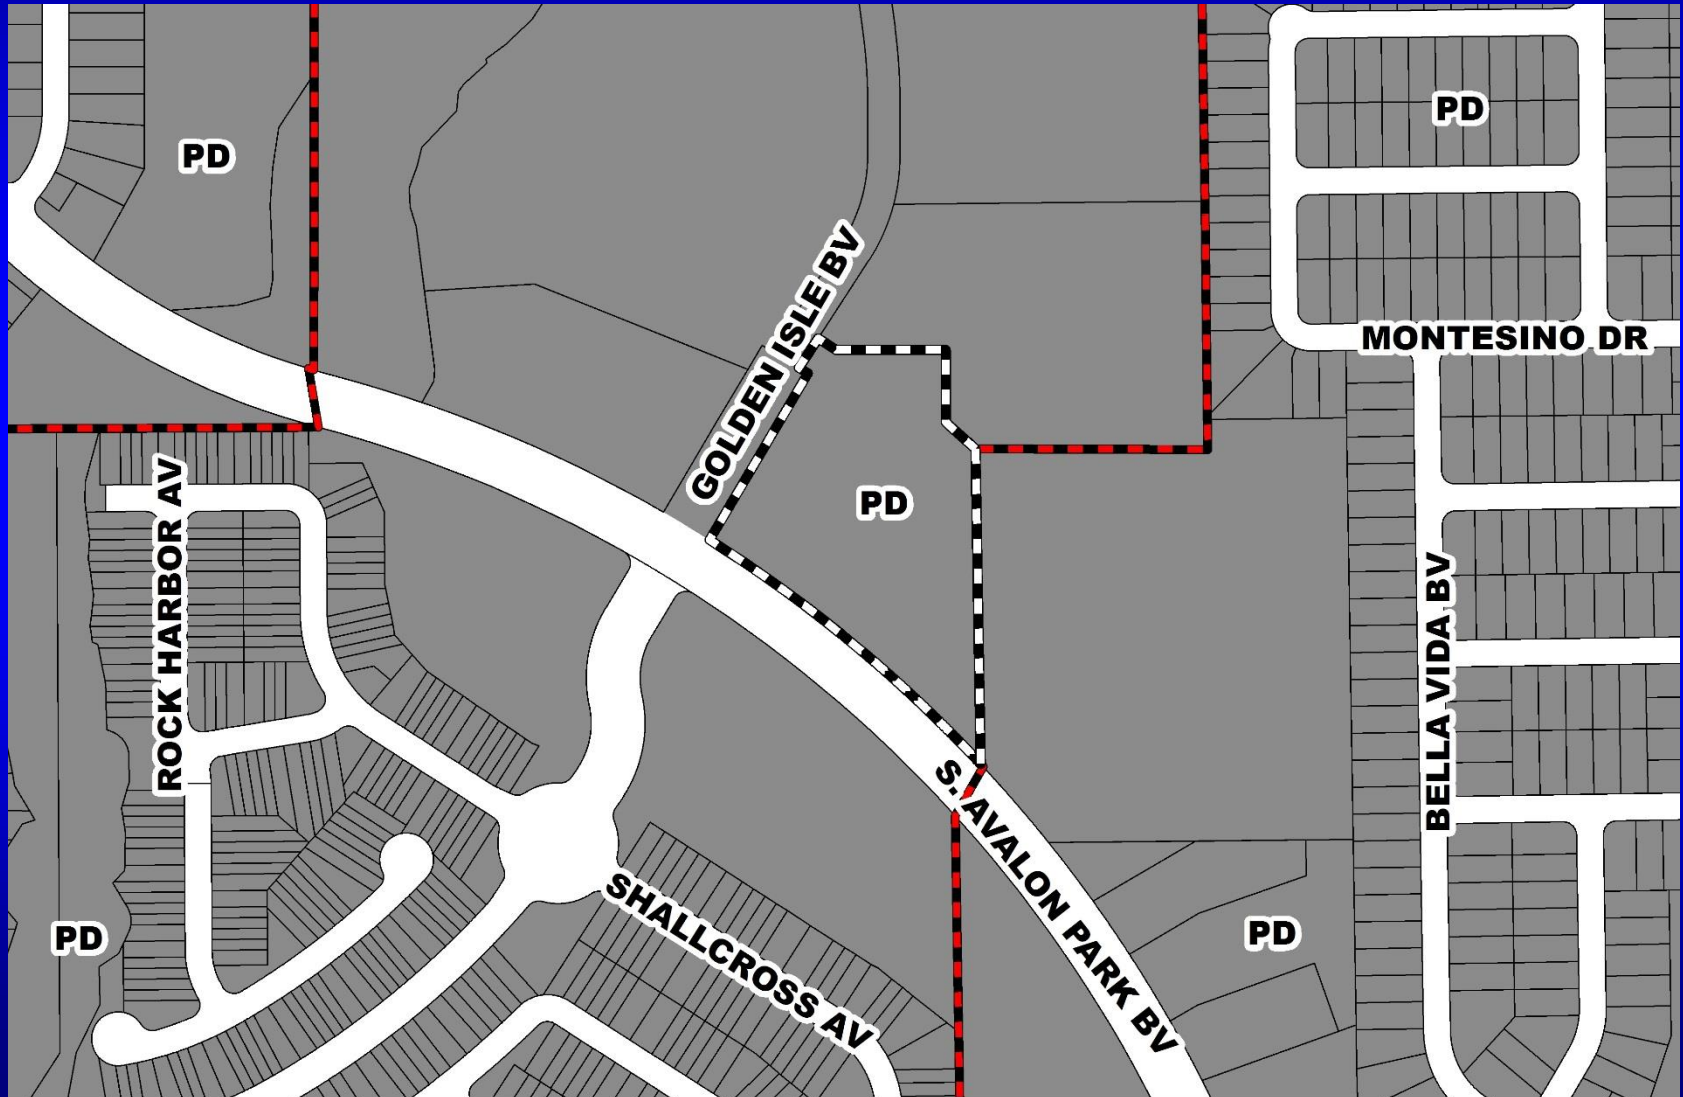 PD
PD
GOLDEN ISLE BV
MONTESINO DR
PD
ROCK HARBOR AV
BELLA VIDA BV
S. AVALON PARK BV
SHALLCROSS AV
PD
PD